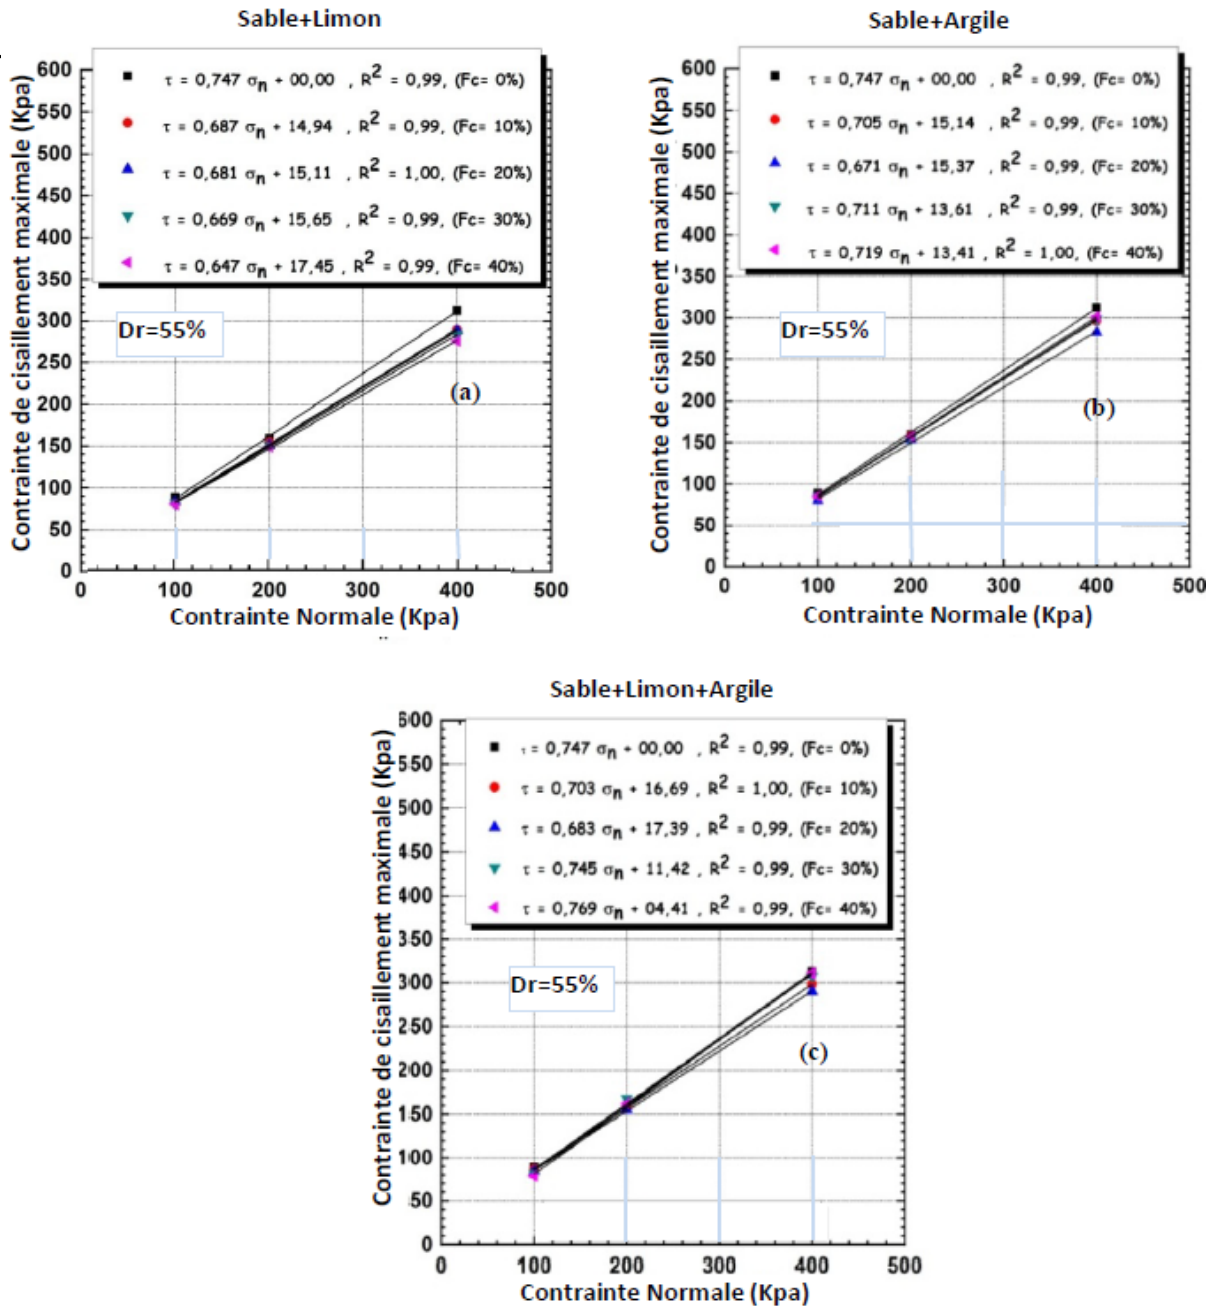 Sable+Limon
τ = 0,747 σn + 00,00 , R2 = 0,99, (Fc= 0%)
τ = 0,687 σn + 14,94 , R2 = 0,99, (Fc= 10%)
τ = 0,681 σn + 15,11 , R2 = 1,00, (Fc= 20%)
τ = 0,669 σn + 15,65 , R2 = 0,99, (Fc= 30%)
τ = 0,647 σn + 17,45 , R2 = 0,99, (Fc= 40%)
Contrainte de cisaillement maximale (Kpa)
600
550
500
450
400
350
300
250
200
150
100
50
0
Dr=55%
(a)
0 100 200 300 400 500
Contrainte Normale (Kpa)
Sable+Argile
τ = 0,747 σn + 00,00 , R2 = 0,99, (Fc= 0%)
τ = 0,705 σn + 15,14 , R2 = 0,99, (Fc= 10%)
τ = 0,671 σn + 15,37 , R2 = 0,99, (Fc= 20%)
τ = 0,711 σn + 13,61 , R2 = 0,99, (Fc= 30%)
τ = 0,719 σn + 13,41 , R2 = 1,00, (Fc= 40%)
Contrainte de cisaillement maximale (Kpa)
600
550
500
450
400
350
300
250
200
150
100
50
0
Dr=55%
(b)
0 100 200 300 400 500
Contrainte Normale (Kpa)
Sable+Limon+Argile
τ = 0,747 σn + 00,00 , R2 = 0,99, (Fc= 0%)
τ = 0,703 σn + 16,69 , R2 = 1,00, (Fc= 10%)
τ = 0,683 σn + 17,39 , R2 = 0,99, (Fc= 20%)
τ = 0,745 σn + 11,42 , R2 = 0,99, (Fc= 30%)
τ = 0,769 σn + 04,41 , R2 = 0,99, (Fc= 40%)
Contrainte de cisaillement maximale (Kpa)
600
550
500
450
400
350
300
250
200
150
100
50
0
Dr=55%
(c)
0 100 200 300 400 500
Contrainte Normale (Kpa)